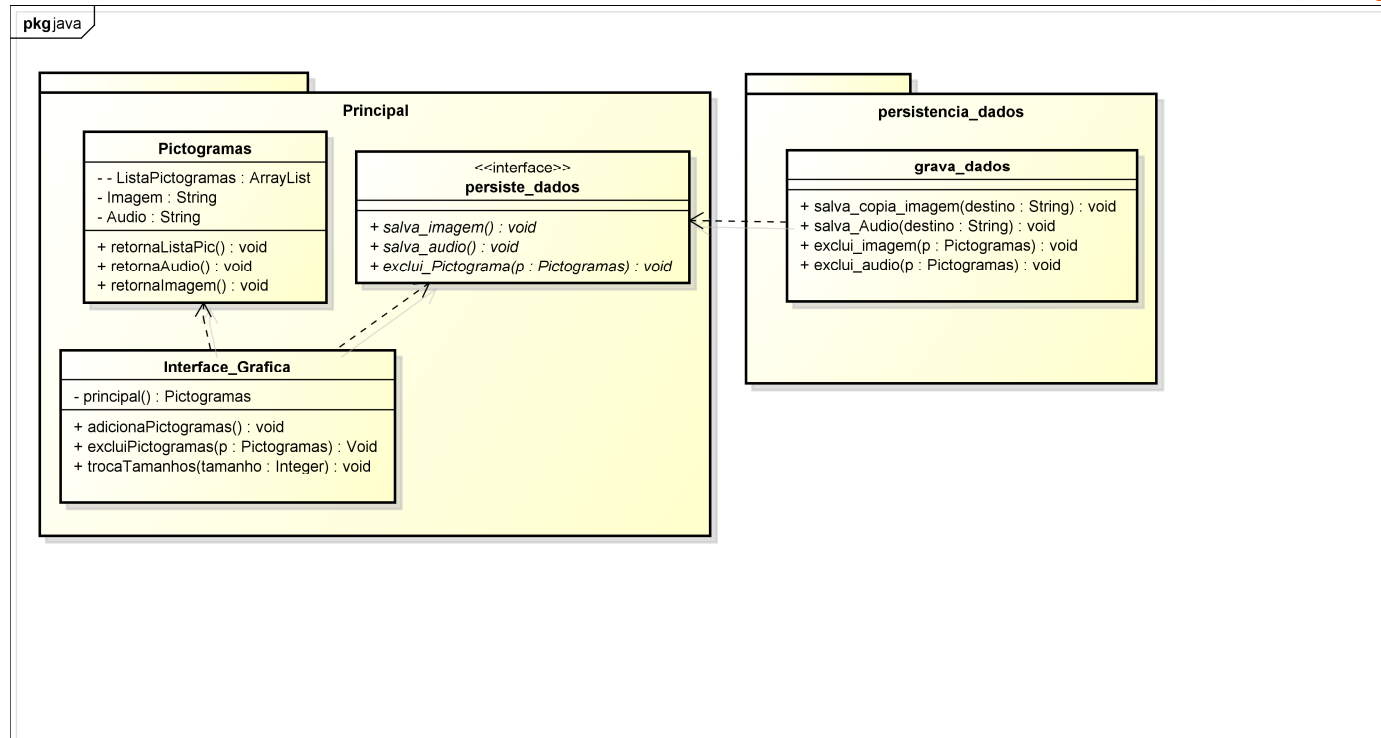 pkg java
Principal
Pictogramas
- - ListaPictogramas : ArrayList
- Imagem : String
- Audio : String
+ retornaListaPic() : void
+ retornaAudio() : void
+ retornaImagem() : void
<<interface>>
persiste_dados
+ salva_imagem() : void
+ salva_audio() : void
+ exclui_Pictograma(p : Pictogramas) : void
Interface_Grafica
- principal() : Pictogramas
+ adicionaPictogramas() : void
+ excluiPictogramas(p : Pictogramas) : Void
+ trocaTamanhos(tamanho : Integer) : void
persistencia_dados
grava_dados
+ salva_copia_imagem(destino : String) : void
+ salva_Audio(destino : String) : void
+ exclui_imagem(p : Pictogramas) : void
+ exclui_audio(p : Pictogramas) : void